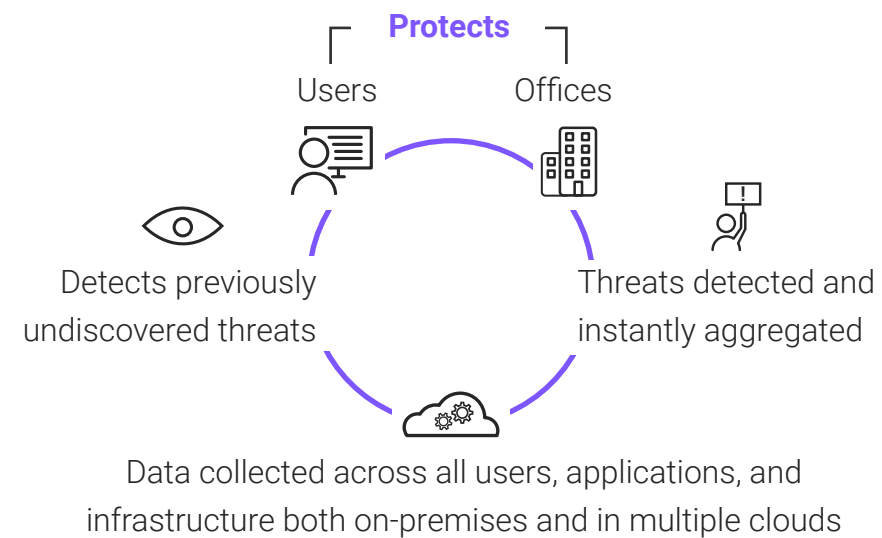 Protects
Users
Offices
!
Detects previously
undiscovered threats
Threats detected and
instantly aggregated
Data collected across all users, applications, and
infrastructure both on-premises and in multiple clouds